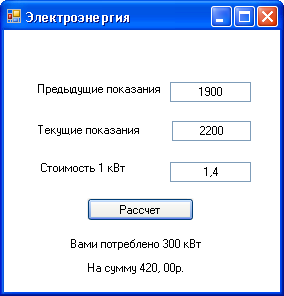 Электроэнергия
Предыдущие показания 1900
Текущие показания 2200
Стоимость 1 кВт 1,4
Рассчет
Вами потреблено 300 кВт
На сумму 420, 00р.